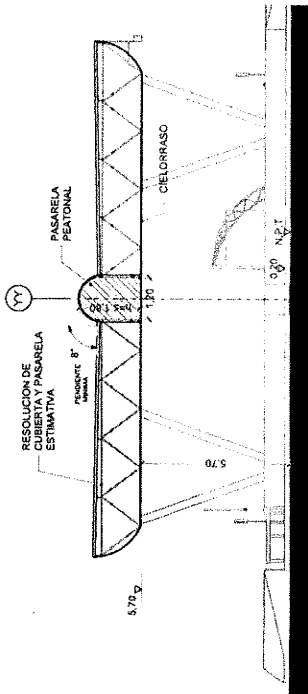 RESOLUCION DE
CUBIERTA Y PASARELA
ESTIMATIVA
PENDIENTE 8°
MINIMA
PASARELA
PEATONAL
1.20
CIELORRASO
5,70
5.70
0.20
N.P.T